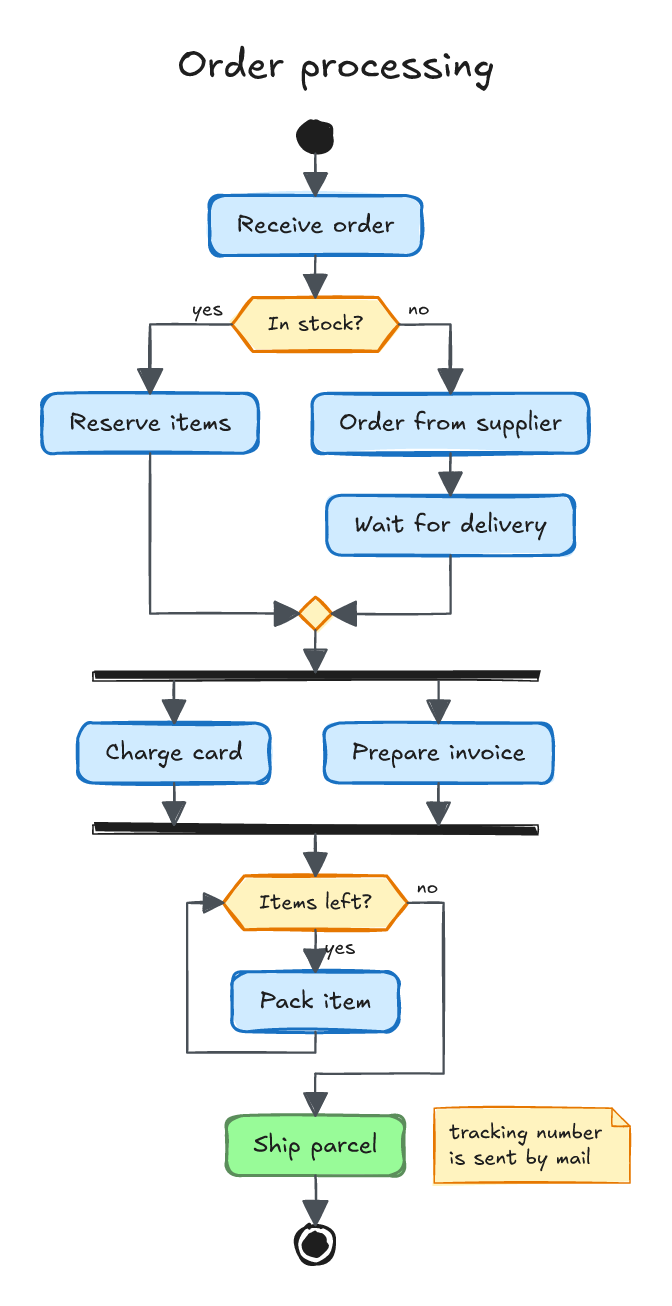 Order processing
Receive order
yes
In stock?
no
Reserve items
Order from supplier
Wait for delivery
Charge card
Prepare invoice
Items left?
no
yes
Pack item
Ship parcel
tracking number
is sent by mail